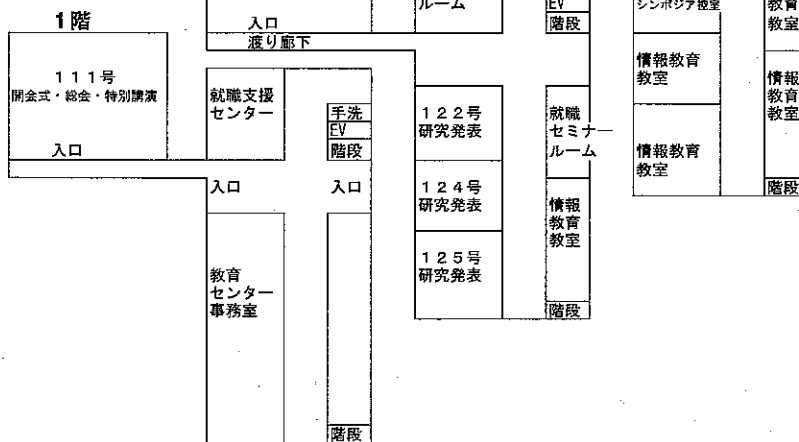 1階
111号
開会式・総会・特別講演
入口
入口
渡り廊下
就職支援
センター
手洗
EV
階段
入口
入口
教育
センター
事務室
階段
ルーム
EV
階段
122号
研究発表
124号
研究発表
125号
研究発表
就職
セミナー
ルーム
情報
教育
教室
階段
シンポジア控室
情報教育
教室
情報教育
教室
教育
教室
情報
教育
教室
階段